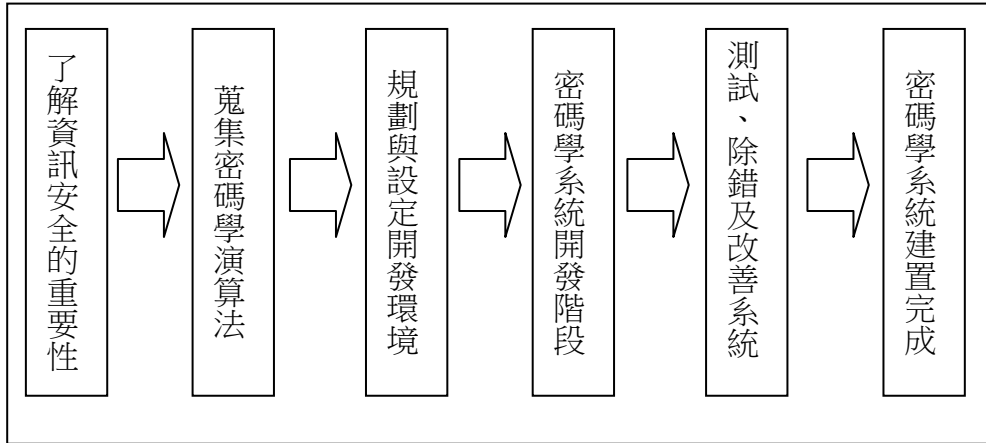 了解資訊安全的重要性
蒐集密碼學演算法
規劃與設定開發環境
密碼學系統開發階段
測試、除錯及改善系統
密碼學系統建置完成